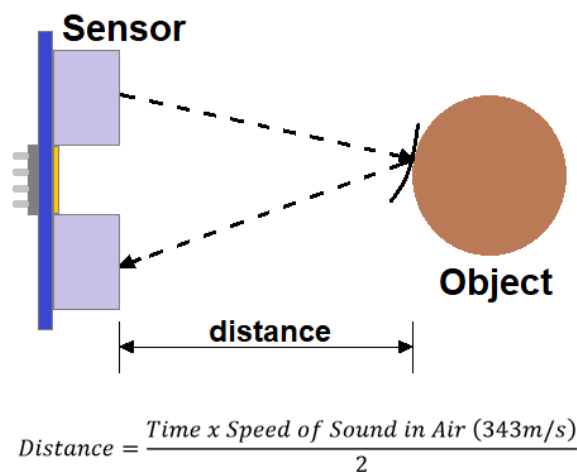 Sensor
Object
distance
Distance = Time x Speed of Sound in Air (343m/s)
2